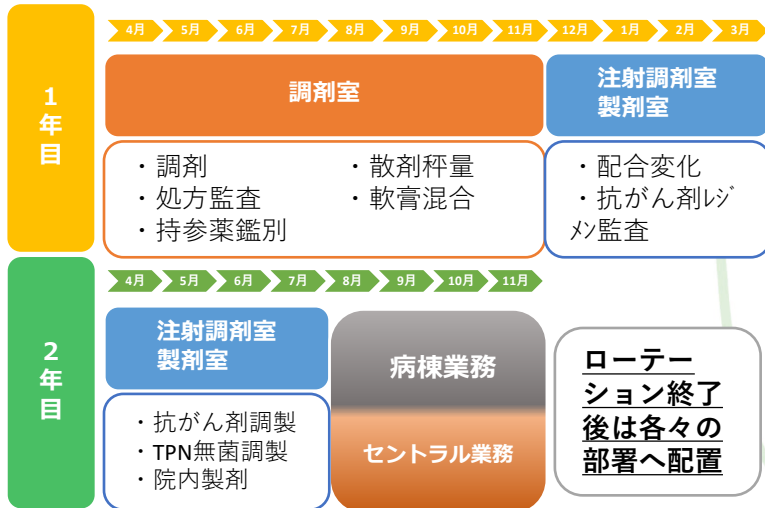 1年目
4月 5月 6月 7月 8月 9月 10月 11月 12月 1月 2月 3月
調剤室
注射調剤室
製剤室
・調剤
・処方監査
・持参薬鑑別
・散剤秤量
・軟膏混合
・配合変化
・抗がん剤ﾚｼﾞ
ﾒﾝ監査
2年目
4月 5月 6月 7月 8月 9月 10月 11月
注射調剤室
製剤室
・抗がん剤調製
・TPN無菌調製
・院内製剤
病棟業務
セントラル業務
ローテー
ション終了
後は各々の
部署へ配置